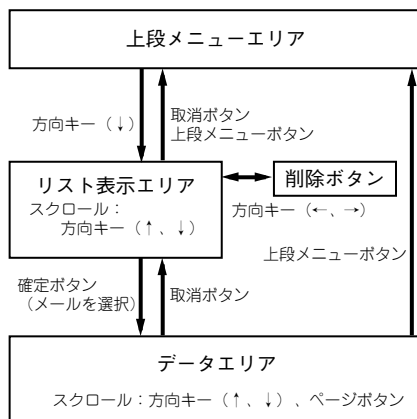 上段メニューエリア
方向キー（↓）
取消ボタン
上段メニューボタン
リスト表示エリア
スクロール：
方向キー（↑、↓）
削除ボタン
方向キー（←、→）
上段メニューボタン
確定ボタン
（メールを選択）
取消ボタン
データエリア
スクロール：方向キー（↑、↓）、ページボタン